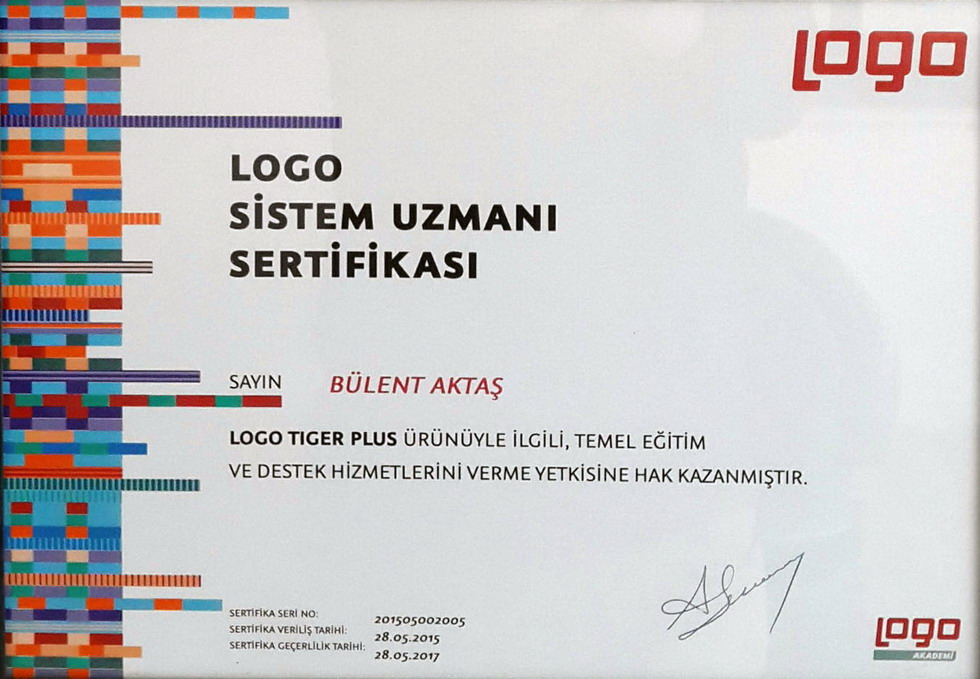 LOGO
LOGO
SİSTEM UZMANI
SERTİFİKASI
SAYIN BÜLENT AKTAŞ
LOGO TIGER PLUS ÜRÜNÜYLE İLGİLİ, TEMEL EĞİTİM
VE DESTEK HİZMETLERİNİ VERME YETKİSİNE HAK KAZANMIŞTIR.
SERTİFİKA SERİ NO: 201505002005
SERTİFİKA VERİLİŞ TARİHİ: 28.05.2015
SERTİFİKA GEÇERLİLİK TARİHİ: 28.05.2017
LOGO
AKADEMİ